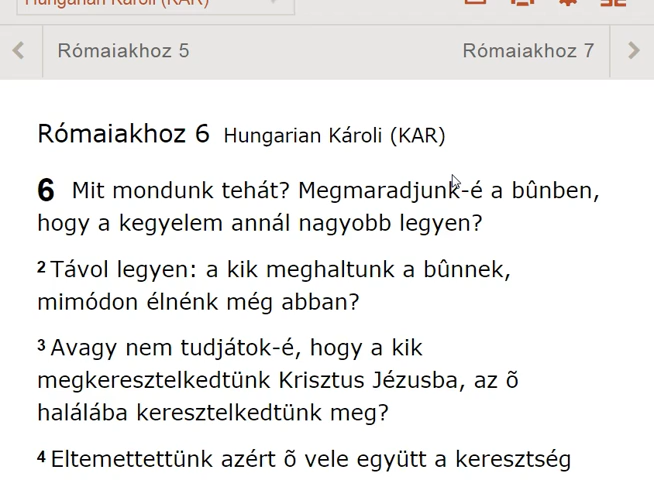 Hungarian Károli (KAR)
Rómaiakhoz 5
Rómaiakhoz 7
Rómaiakhoz 6 Hungarian Károli (KAR)
6 Mit mondunk tehát? Megmaradjunk-é a bûnben,
hogy a kegyelem annál nagyobb legyen?
2 Távol legyen: a kik meghaltunk a bûnnek,
mimódon élnénk még abban?
3 Avagy nem tudjátok-é, hogy a kik
megkeresztelkedtünk Krisztus Jézusba, az õ
halálába keresztelkedtünk meg?
4 Eltemettettünk azért õ vele együtt a keresztség